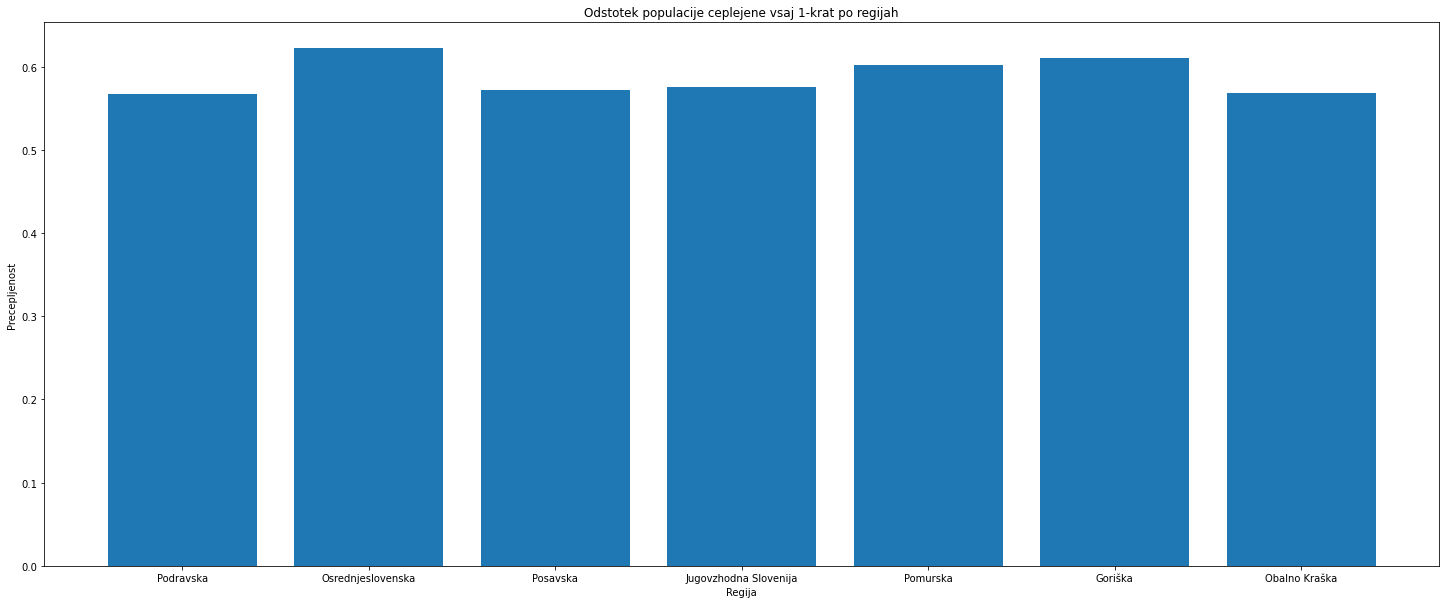 Odstotek populacije ceplejene vsaj 1-krat po regijah
Precepljenost
0.6
0.5
0.4
0.3
0.2
0.1
0.0
Podravska Osrednjeslovenska Posavska Jugovzhodna Slovenija Pomurska Goriška Obalno Kraška
Regija